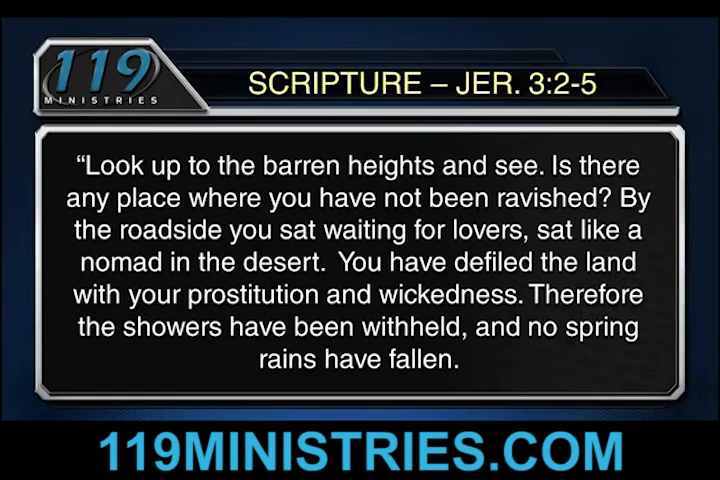 119
MINISTRIES
SCRIPTURE – JER. 3:2-5
“Look up to the barren heights and see. Is there
any place where you have not been ravished? By
the roadside you sat waiting for lovers, sat like a
nomad in the desert.  You have defiled the land
with your prostitution and wickedness. Therefore
the showers have been withheld, and no spring
rains have fallen.
119MINISTRIES.COM